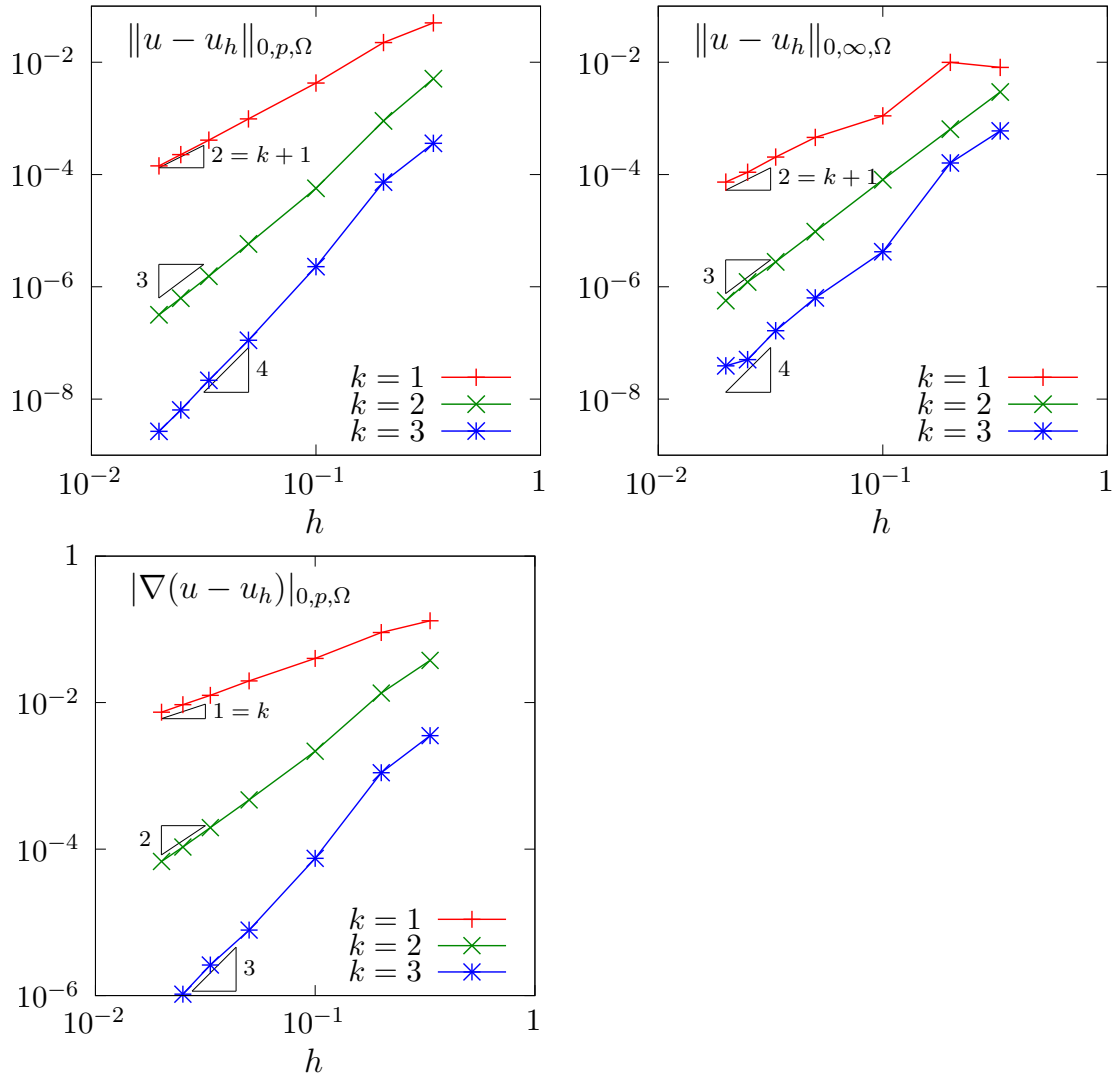 ‖u − u_h‖_{0,p,Ω}
10^{−2}
10^{−4}
10^{−6}
10^{−8}
2 = k + 1
3
4
k = 1
k = 2
k = 3
10^{−2} 10^{−1} 1
h
‖u − u_h‖_{0,∞,Ω}
10^{−2}
10^{−4}
10^{−6}
10^{−8}
2 = k + 1
3
4
k = 1
k = 2
k = 3
10^{−2} 10^{−1} 1
h
|∇(u − u_h)|_{0,p,Ω}
1
10^{−2}
10^{−4}
10^{−6}
1 = k
2
3
k = 1
k = 2
k = 3
10^{−2} 10^{−1} 1
h